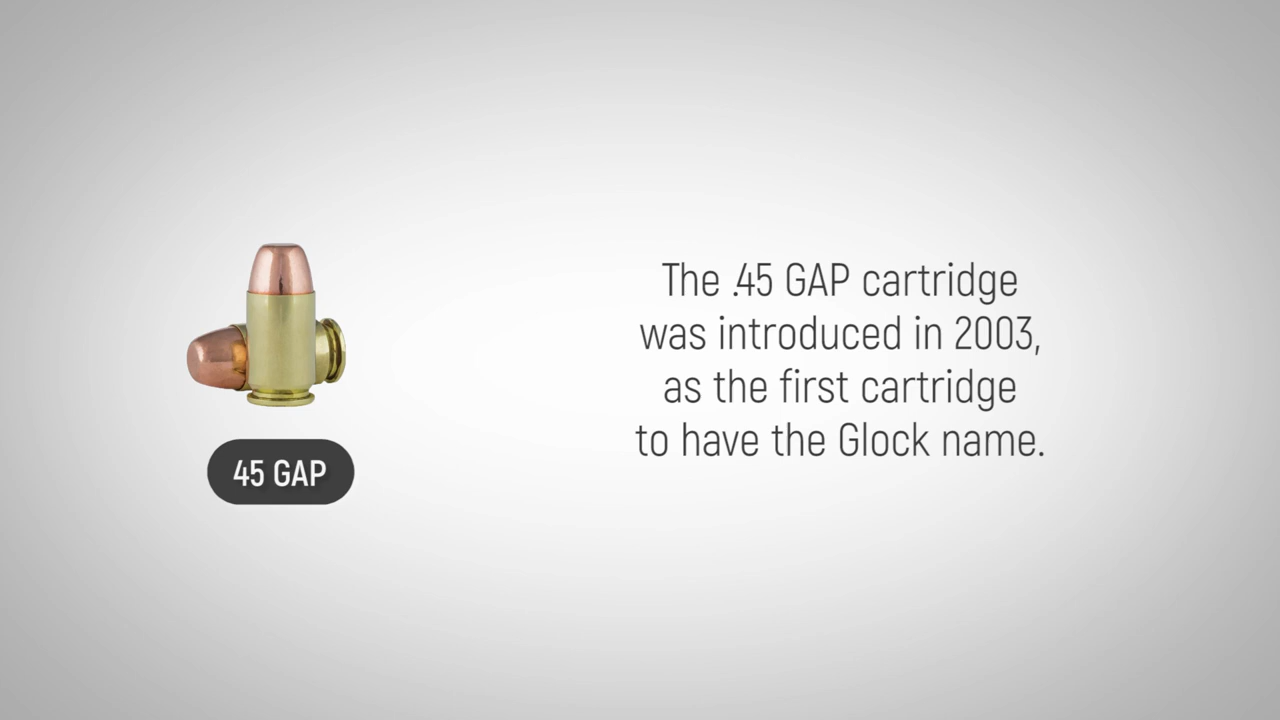 45 GAP
The .45 GAP cartridge
was introduced in 2003,
as the first cartridge
to have the Glock name.